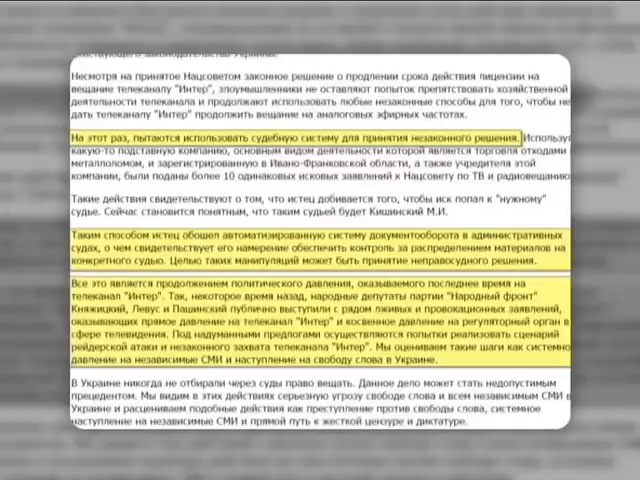 Несмотря на принятое Нацсоветом законное решение о продлении срока действия лицензии на
вещание телеканалу "Интер", злоумышленники не оставляют попыток препятствовать хозяйственной
деятельности телеканала и продолжают использовать любые незаконные способы для того, чтобы не
дать телеканалу "Интер" продолжить вещание на аналоговых эфирных частотах.
На этот раз, пытаются использовать судебную систему для принятия незаконного решения. Использу
какую-то подставную компанию, основным видом деятельности которой является торговля отходами
металлоломом, и зарегистрированную в Ивано-Франковской области, а также учредителя этой
компании, были поданы более 10 одинаковых исковых заявлений к Нацсовету по ТВ и радиовещанию
Такие действия свидетельствуют о том, что истец добивается того, чтобы иск попал к "нужному"
судье. Сейчас становится понятным, что таким судьей будет Кишинский М.И.
Таким способом истец обошел автоматизированную систему документооборота в административных
судах, о чем свидетельствует его намерение обеспечить контроль за распределением материалов на
конкретного судью. Целью таких манипуляций может быть принятие неправосудного решения.
Все это является продолжением политического давления, оказываемого последнее время на
телеканал "Интер". Так, некоторое время назад, народные депутаты партии "Народный фронт"
Княжицкий, Левус и Пашинский публично выступили с рядом лживых и провокационных заявлений,
оказывающих прямое давление на телеканал "Интер" и косвенное давление на регуляторный орган в
сфере телевидения. Под надуманными предлогами осуществляются попытки реализовать сценарий
рейдерской атаки и незаконного захвата телеканала "Интер". Мы оцениваем такие шаги как системно
давление на независимые СМИ и наступление на свободу слова в Украине.
В Украине никогда не отбирали через суды право вещать. Данное дело может стать недопустимым
прецедентом. Мы видим в этих действиях серьезную угрозу свободе слова и всем независимым СМИ в
Украине и расцениваем подобные действия как преступление против свободы слова, системное
наступление на независимые СМИ и прямой путь к жесткой цензуре и диктатуре.